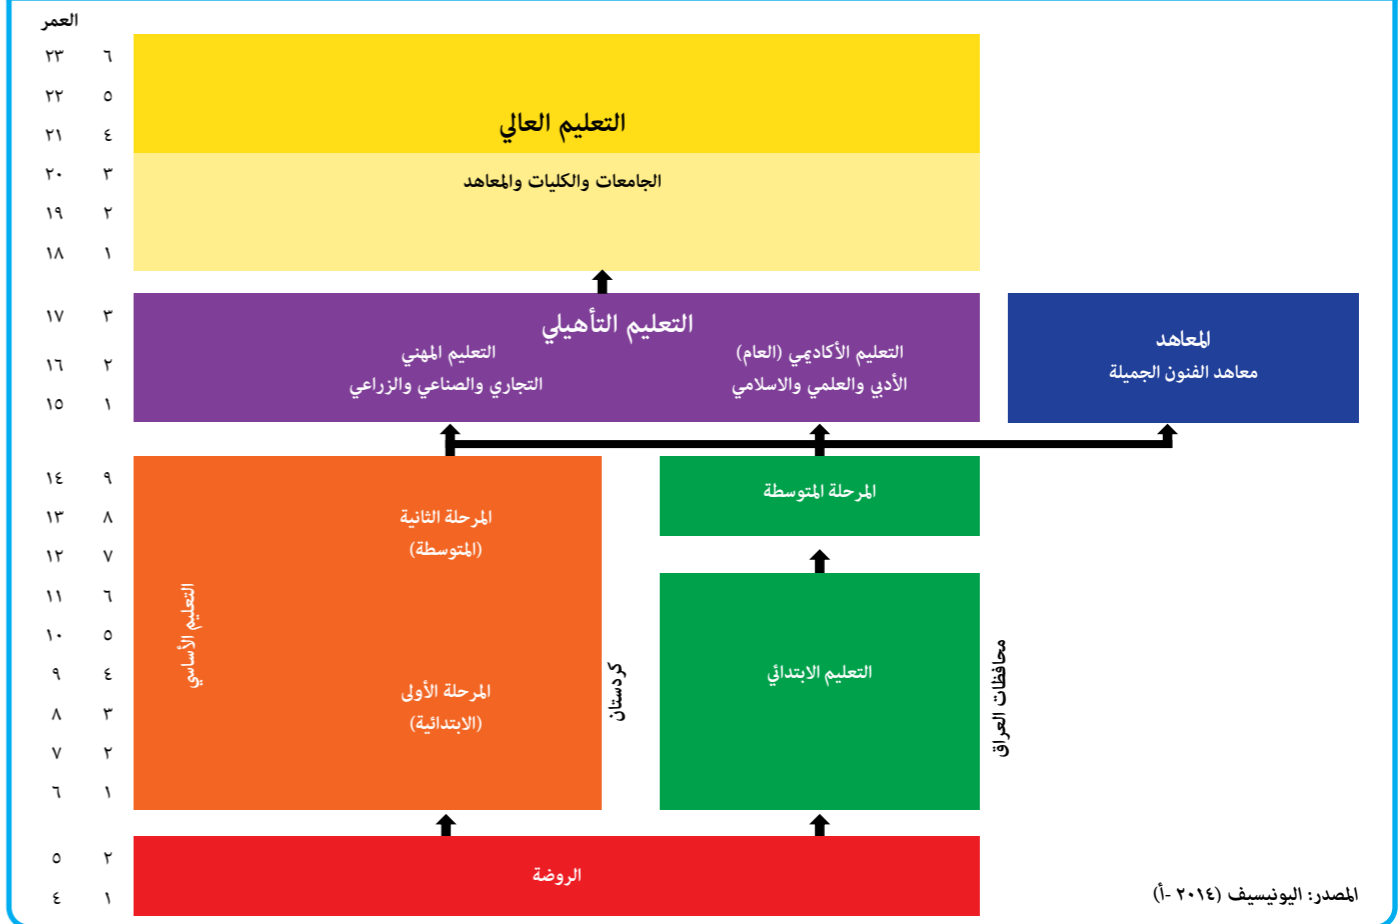 العمر
٦ ٢٣
٥ ٢٢
٤ ٢١
التعليم العالي
٣ ٢٠
الجامعات والكليات والمعاهد
٢ ١٩
١ ١٨
٣ ١٧
التعليم التأهيلي
المعاهد
معاهد الفنون الجميلة
التعليم الأكاديمي (العام)
الأدبي والعلمي والاسلامي
التعليم المهني
التجاري والصناعي والزراعي
٢ ١٦
١ ١٥
٩ ١٤
المرحلة المتوسطة
المرحلة الثانية
(المتوسطة)
٨ ١٣
٧ ١٢
٦ ١١
٥ ١٠
محافظات العراق
التعليم الابتدائي
كردستان
المرحلة الأولى
(الابتدائية)
التعليم الأساسي
٤ ٩
٣ ٨
٢ ٧
١ ٦
الروضة
٢ ٥
١ ٤
المصدر: اليونيسيف (٢٠١٤ -أ)